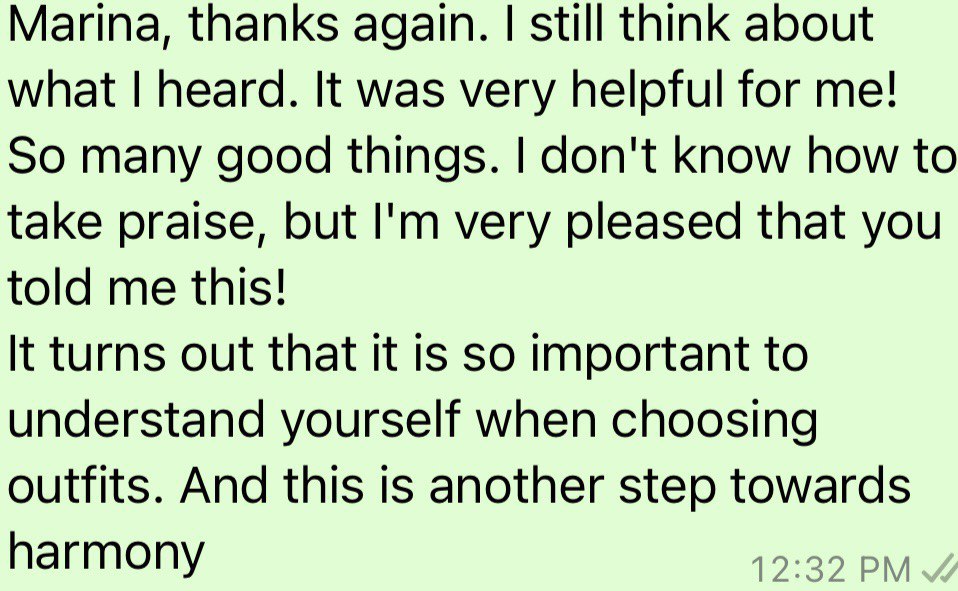 Marina, thanks again. I still think about
what I heard. It was very helpful for me!
So many good things. I don't know how to
take praise, but I'm very pleased that you
told me this!
It turns out that it is so important to
understand yourself when choosing
outfits. And this is another step towards
harmony
12:32 PM